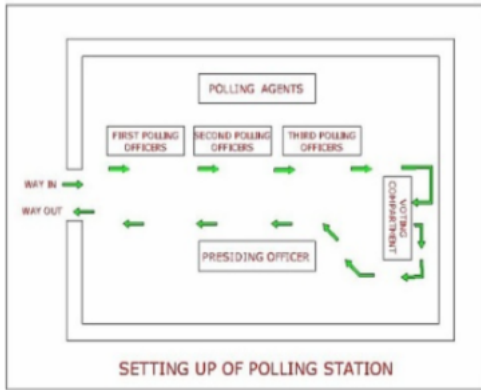 POLLING AGENTS
FIRST POLLING
OFFICERS
SECOND POLLING
OFFICERS
THIRD POLLING
OFFICERS
WAY IN
WAY OUT
VOTING
COMPARTMENT
PRESIDING OFFICER
SETTING UP OF POLLING STATION